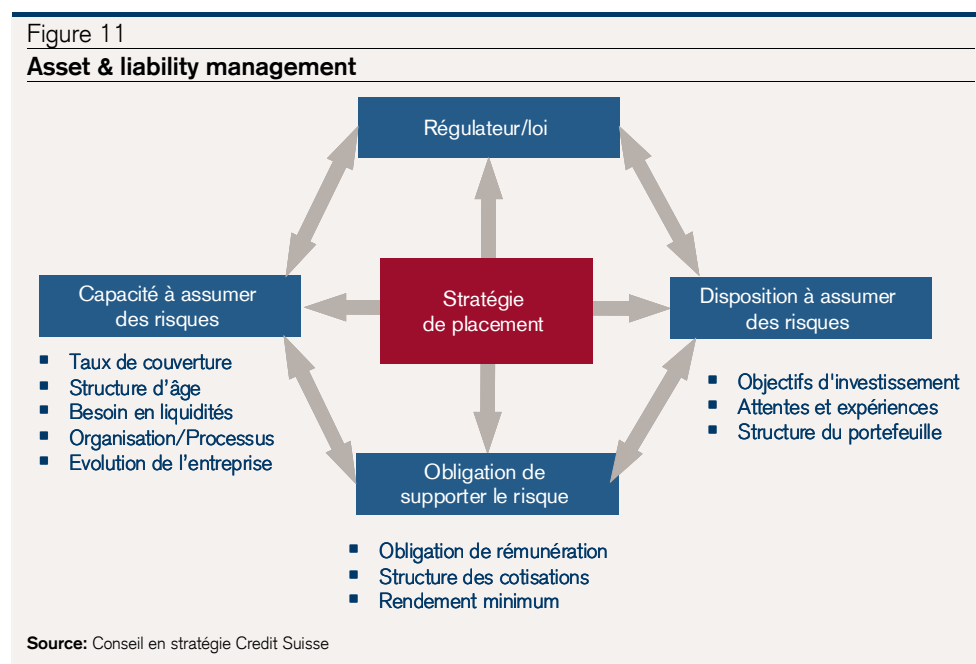 Figure 11
Asset & liability management
Régulateur/loi
Capacité à assumer
des risques
Stratégie
de placement
Disposition à assumer
des risques
■ Taux de couverture
■ Structure d’âge
■ Besoin en liquidités
■ Organisation/Processus
■ Evolution de l’entreprise
■ Objectifs d'investissement
■ Attentes et expériences
■ Structure du portefeuille
Obligation de
supporter le risque
■ Obligation de rémunération
■ Structure des cotisations
■ Rendement minimum
Source: Conseil en stratégie Credit Suisse